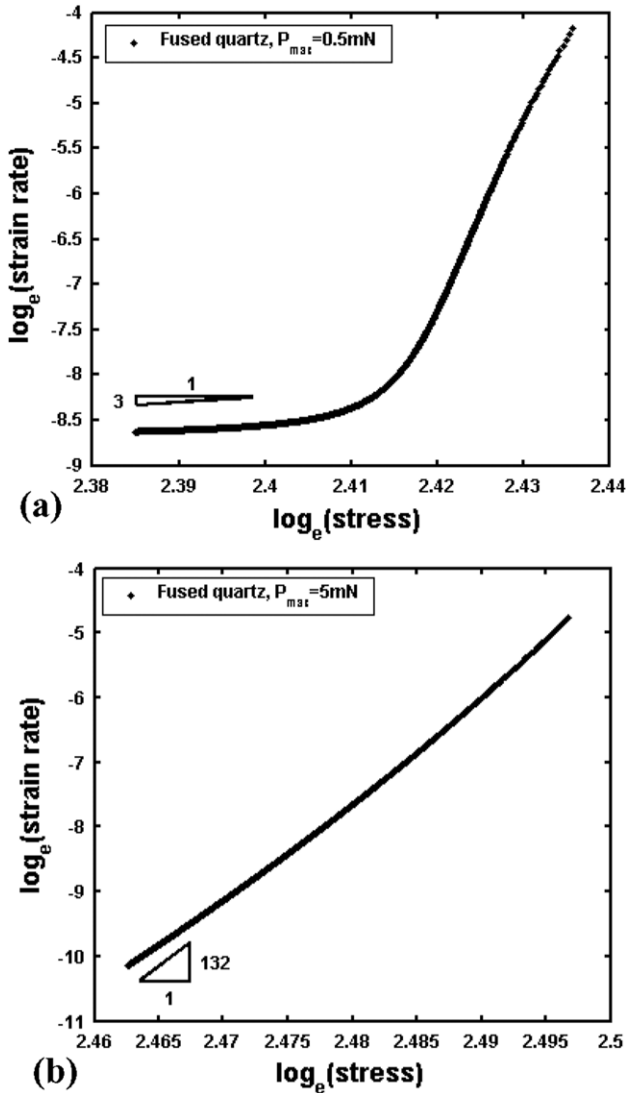 Fused quartz, Pmac=0.5mN
-4
-4.5
-5
-5.5
-6
-6.5
-7
-7.5
-8
-8.5
-9
loge(strain rate)
1
3
2.38 2.39 2.4 2.41 2.42 2.43 2.44
(a) loge(stress)
Fused quartz, Pmac=5mN
-4
-5
-6
-7
-8
-9
-10
-11
loge(strain rate)
132
1
2.46 2.465 2.47 2.475 2.48 2.485 2.49 2.495 2.5
(b) loge(stress)